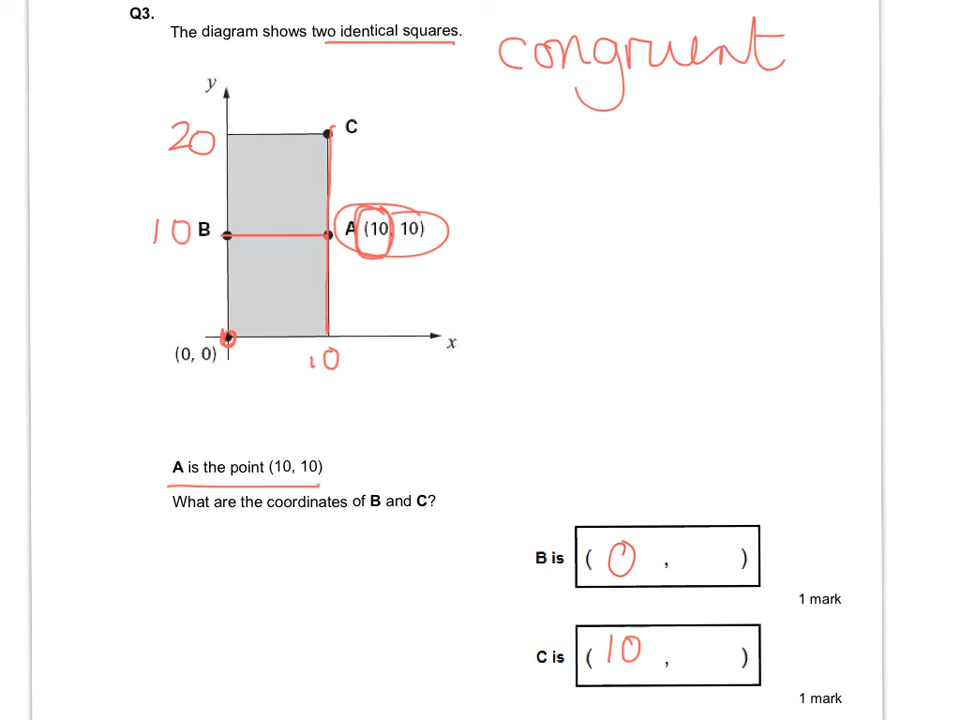 Q3.
The diagram shows two identical squares.
congruent
y
20
C
10 B
A (10, 10)
x
(0, 0)
10
A is the point (10, 10)
What are the coordinates of B and C?
B is ( 0 , )
1 mark
C is ( 10 , )
1 mark